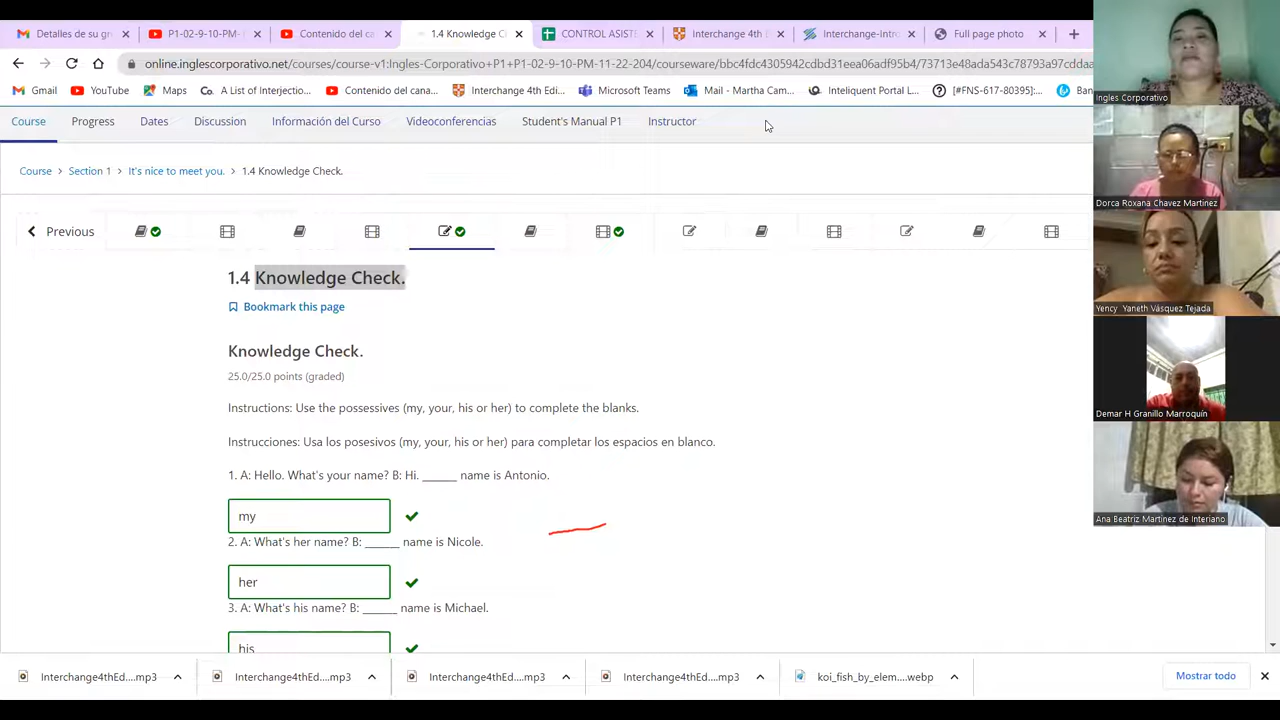 Detalles de su gr
P1-02-9-10-PM-
Contenido del ca
1.4 Knowledge C
CONTROL ASISTE
Interchange 4th E
Interchange-intro
Full page photo
online.inglescorporativo.net/courses/course-v1:Ingles-Corporativo+P1+P1-02-9-10-PM-11-22-204/courseware/bbc4fdc4305942cdbd31eea06adf95b4/73713e48ada543c78793a97cddaa
Gmail
YouTube
Maps
A List of Interjectio...
Contenido del cana...
Interchange 4th Edi...
Microsoft Teams
Mail - Martha Cam...
Inteliquent Portal L...
[#FNS-617-80395]:...
Ban
Course
Progress
Dates
Discussion
Información del Curso
Videoconferencias
Student's Manual P1
Instructor
Course > Section 1 > It's nice to meet you. > 1.4 Knowledge Check.
Previous
1.4 Knowledge Check.
Bookmark this page
Knowledge Check.
25.0/25.0 points (graded)
Instructions: Use the possessives (my, your, his or her) to complete the blanks.
Instrucciones: Usa los posesivos (my, your, his or her) para completar los espacios en blanco.
1. A: Hello. What's your name? B: Hi. ______ name is Antonio.
my
2. A: What's her name? B: ______ name is Nicole.
her
3. A: What's his name? B: ______ name is Michael.
his
Interchange4thEd....mp3
Interchange4thEd....mp3
Interchange4thEd....mp3
Interchange4thEd....mp3
koi_fish_by_elem....webp
Mostrar todo
Ingles Corporativo
Dorca Roxana Chavez Martinez
Yency Yaneth Vásquez Tejada
Demar H Granillo Marroquín
Ana Beatriz Martinez de Interiano